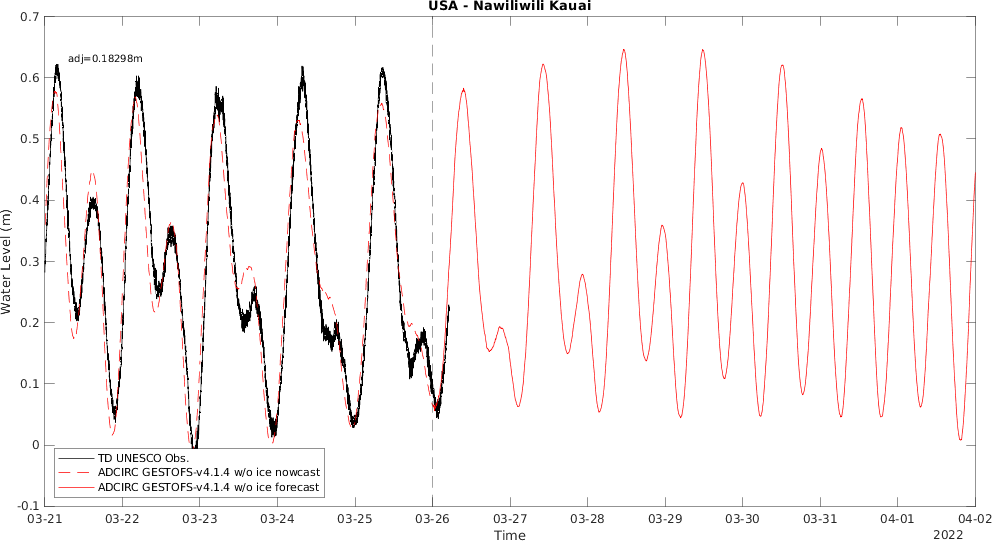 USA - Nawiliwili Kauai
0.7
adj=0.18298m
0.6
0.5
0.4
0.3
0.2
0.1
0
-0.1
Water Level (m)
TD UNESCO Obs.
ADCIRC GESTOFS-v4.1.4 w/o ice nowcast
ADCIRC GESTOFS-v4.1.4 w/o ice forecast
03-21 03-22 03-23 03-24 03-25 03-26 03-27 03-28 03-29 03-30 03-31 04-01 04-02
Time
2022